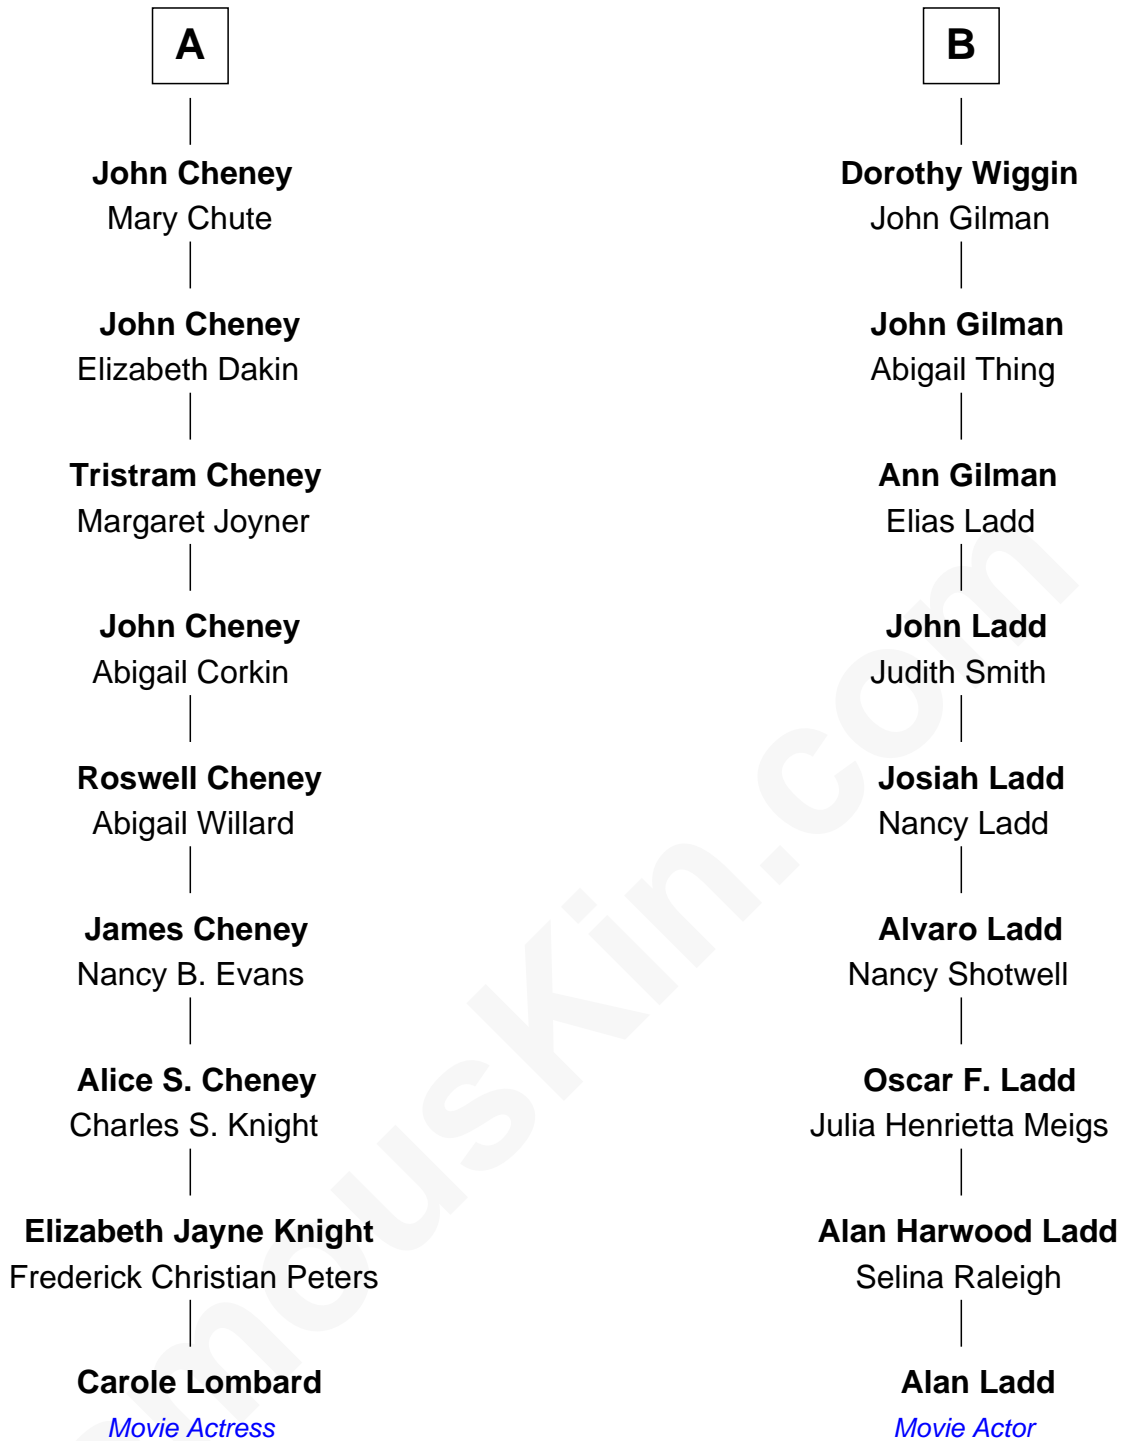 A
John Cheney
Mary Chute
John Cheney
Elizabeth Dakin
Tristram Cheney
Margaret Joyner
John Cheney
Abigail Corkin
Roswell Cheney
Abigail Willard
James Cheney
Nancy B. Evans
Alice S. Cheney
Charles S. Knight
Elizabeth Jayne Knight
Frederick Christian Peters
Carole Lombard
Movie Actress
B
Dorothy Wiggin
John Gilman
John Gilman
Abigail Thing
Ann Gilman
Elias Ladd
John Ladd
Judith Smith
Josiah Ladd
Nancy Ladd
Alvaro Ladd
Nancy Shotwell
Oscar F. Ladd
Julia Henrietta Meigs
Alan Harwood Ladd
Selina Raleigh
Alan Ladd
Movie Actor
mousKin.com